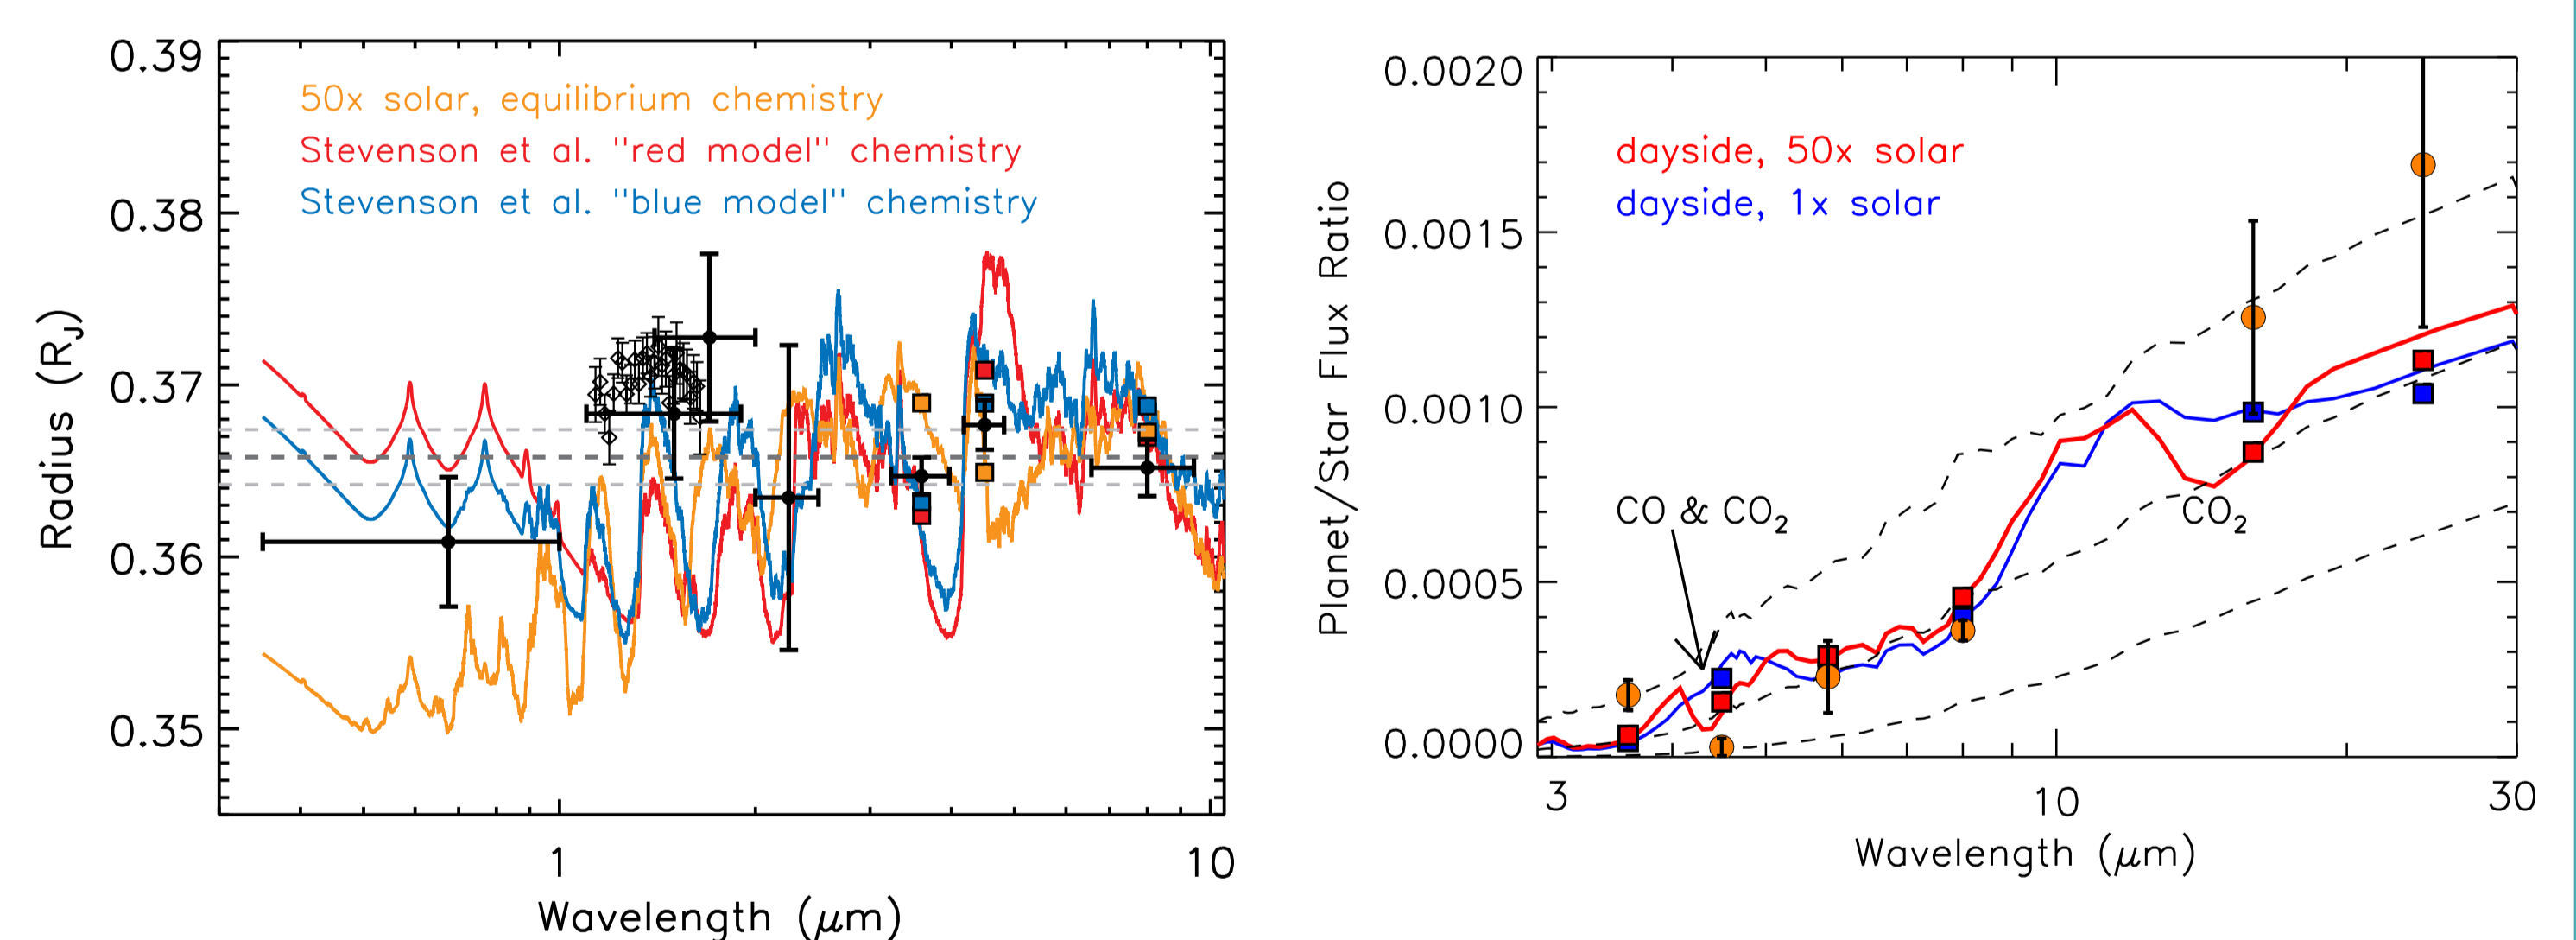 0.39
0.38
0.37
0.36
0.35
Radius (R_J)
50x solar, equilibrium chemistry
Stevenson et al. "red model" chemistry
Stevenson et al. "blue model" chemistry
1
10
Wavelength (μm)
0.0020
0.0015
0.0010
0.0005
0.0000
Planet/Star Flux Ratio
dayside, 50x solar
dayside, 1x solar
CO & CO₂
CO₂
3
10
30
Wavelength (μm)